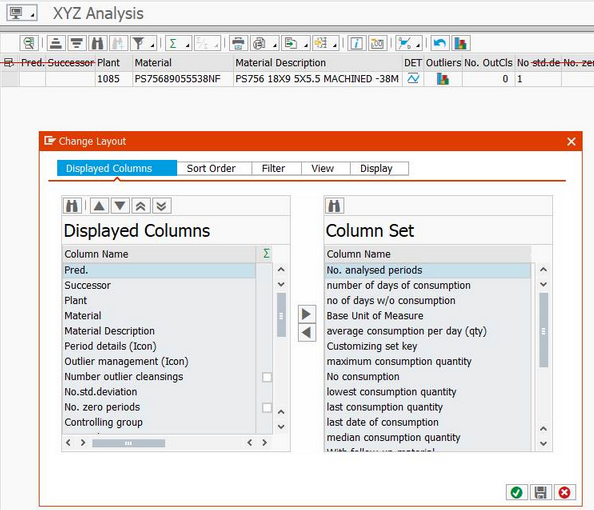 XYZ Analysis
Pred. Successor Plant Material Material Description DET Outliers No. OutCls No std.de No. zer
1085 PS75689055538NF PS756 18X9 5X5.5 MACHINED -38M 0 1
Change Layout
Displayed Columns Sort Order Filter View Display
Displayed Columns
Column Name Σ
Pred.
Successor
Plant
Material
Material Description
Period details (Icon)
Outlier management (Icon)
Number outlier cleansings
No.std.deviation
No. zero periods
Controlling group
Column Set
Column Name
No. analysed periods
number of days of consumption
no of days w/o consumption
Base Unit of Measure
average consumption per day (qty)
Customizing set key
maximum consumption quantity
No consumption
lowest consumption quantity
last consumption quantity
last date of consumption
median consumption quantity
With follow-up material